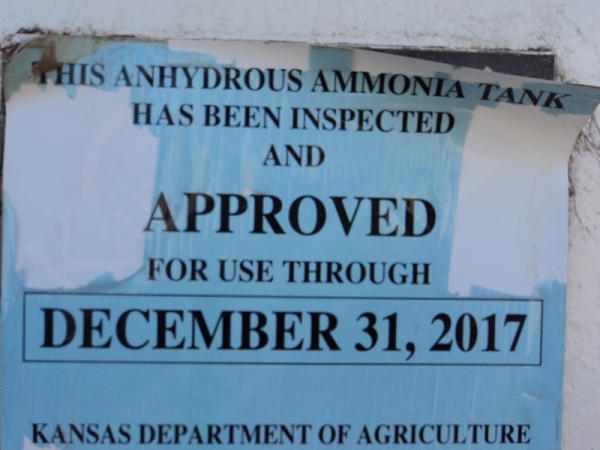 THIS ANHYDROUS AMMONIA TANK
HAS BEEN INSPECTED
AND
APPROVED
FOR USE THROUGH
DECEMBER 31, 2017
KANSAS DEPARTMENT OF AGRICULTURE